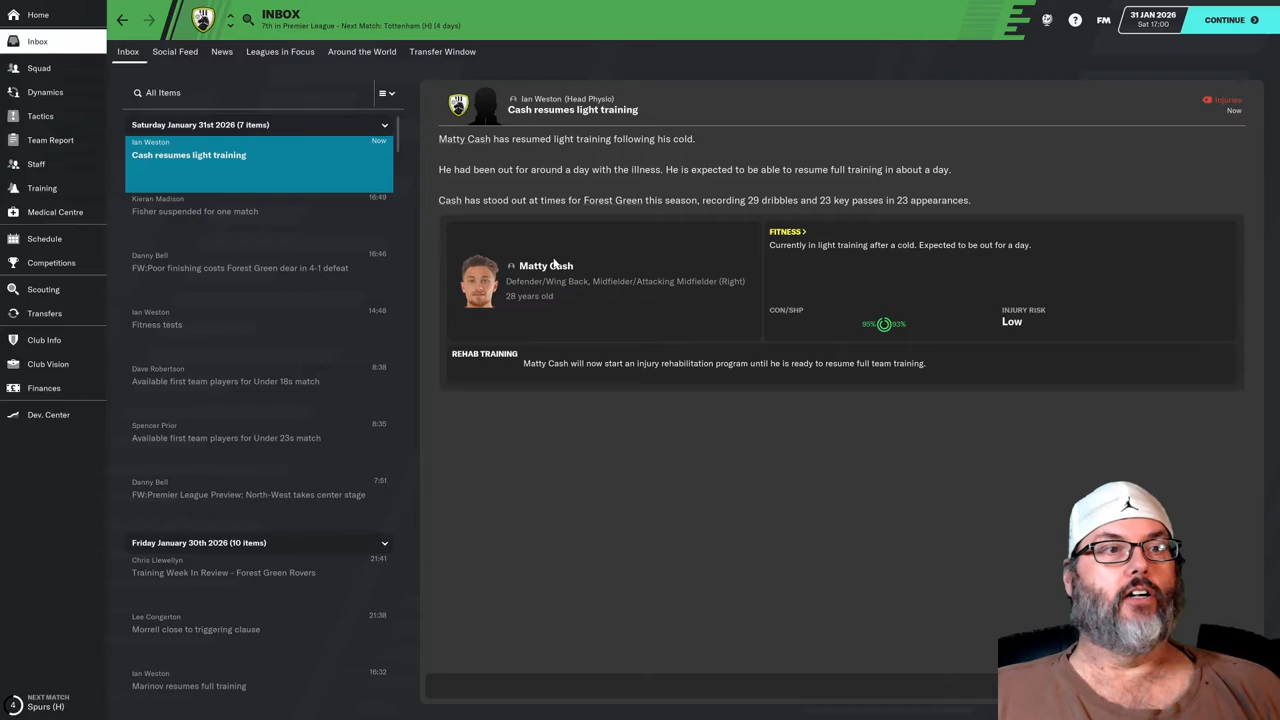 Home
Inbox
Squad
Dynamics
Tactics
Team Report
Staff
Training
Medical Centre
Schedule
Competitions
Scouting
Transfers
Club Info
Club Vision
Finances
Dev. Center
4
NEXT MATCH
Spurs (H)
INBOX
7th in Premier League - Next Match: Tottenham (H) (4 days)
?
FM
31 JAN 2026
Sat 17:00
CONTINUE
Inbox
Social Feed
News
Leagues in Focus
Around the World
Transfer Window
All Items
Saturday January 31st 2026 (7 items)
Ian Weston
Now
Cash resumes light training
Kieran Madison
16:49
Fisher suspended for one match
Danny Bell
16:46
FW:Poor finishing costs Forest Green dear in 4-1 defeat
Ian Weston
14:48
Fitness tests
Dave Robertson
8:38
Available first team players for Under 18s match
Spencer Prior
8:35
Available first team players for Under 23s match
Danny Bell
7:51
FW:Premier League Preview: North-West takes center stage
Friday January 30th 2026 (10 items)
Chris Llewellyn
21:41
Training Week In Review - Forest Green Rovers
Lee Congerton
21:38
Morrell close to triggering clause
Ian Weston
16:32
Marinov resumes full training
Ian Weston (Head Physio)
Cash resumes light training
Injuries
Now
Matty Cash has resumed light training following his cold.
He had been out for around a day with the illness. He is expected to be able to resume full training in about a day.
Cash has stood out at times for Forest Green this season, recording 29 dribbles and 23 key passes in 23 appearances.
Matty Cash
Defender/Wing Back, Midfielder/Attacking Midfielder (Right)
28 years old
FITNESS >
Currently in light training after a cold. Expected to be out for a day.
CON/SHP
95%
93%
INJURY RISK
Low
REHAB TRAINING
Matty Cash will now start an injury rehabilitation program until he is ready to resume full team training.